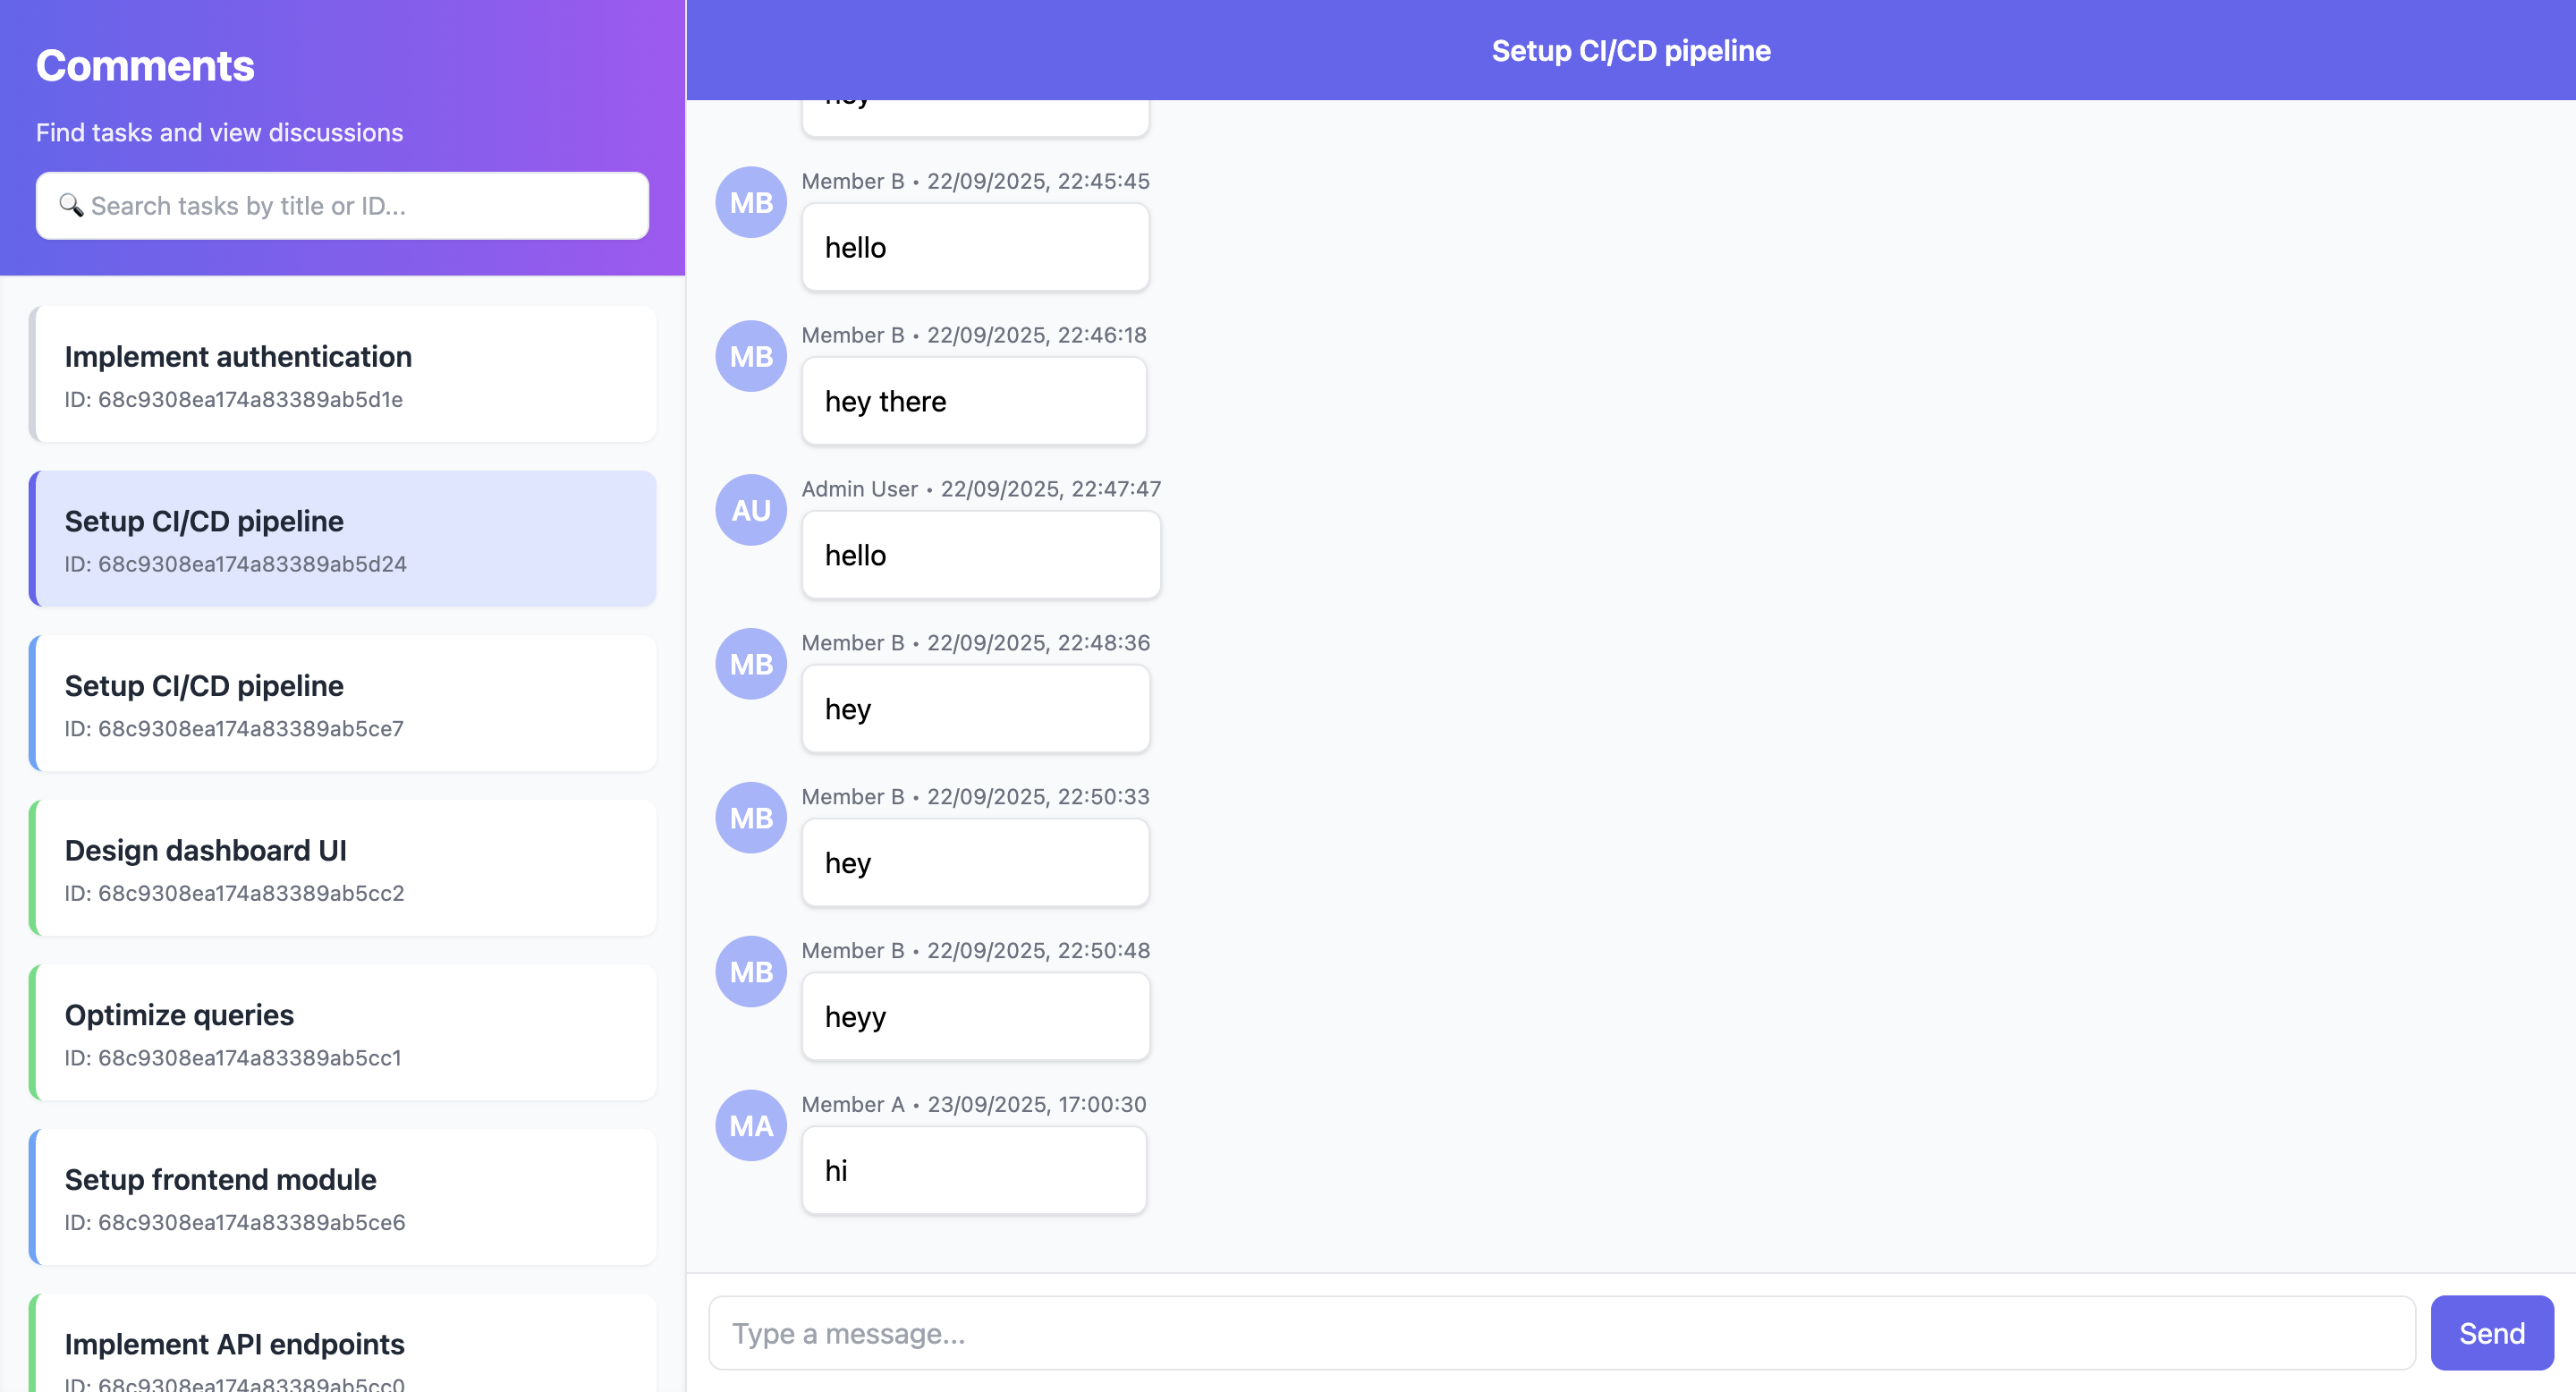 Comments
Find tasks and view discussions
🔍 Search tasks by title or ID...
Implement authentication
ID: 68c9308ea174a83389ab5d1e
Setup CI/CD pipeline
ID: 68c9308ea174a83389ab5d24
Setup CI/CD pipeline
ID: 68c9308ea174a83389ab5ce7
Design dashboard UI
ID: 68c9308ea174a83389ab5cc2
Optimize queries
ID: 68c9308ea174a83389ab5cc1
Setup frontend module
ID: 68c9308ea174a83389ab5ce6
Implement API endpoints
ID: 68c9308ea174a83389ab5cc0
Setup CI/CD pipeline
hey
MB
Member B • 22/09/2025, 22:45:45
hello
MB
Member B • 22/09/2025, 22:46:18
hey there
AU
Admin User • 22/09/2025, 22:47:47
hello
MB
Member B • 22/09/2025, 22:48:36
hey
MB
Member B • 22/09/2025, 22:50:33
hey
MB
Member B • 22/09/2025, 22:50:48
heyy
MA
Member A • 23/09/2025, 17:00:30
hi
Type a message...
Send